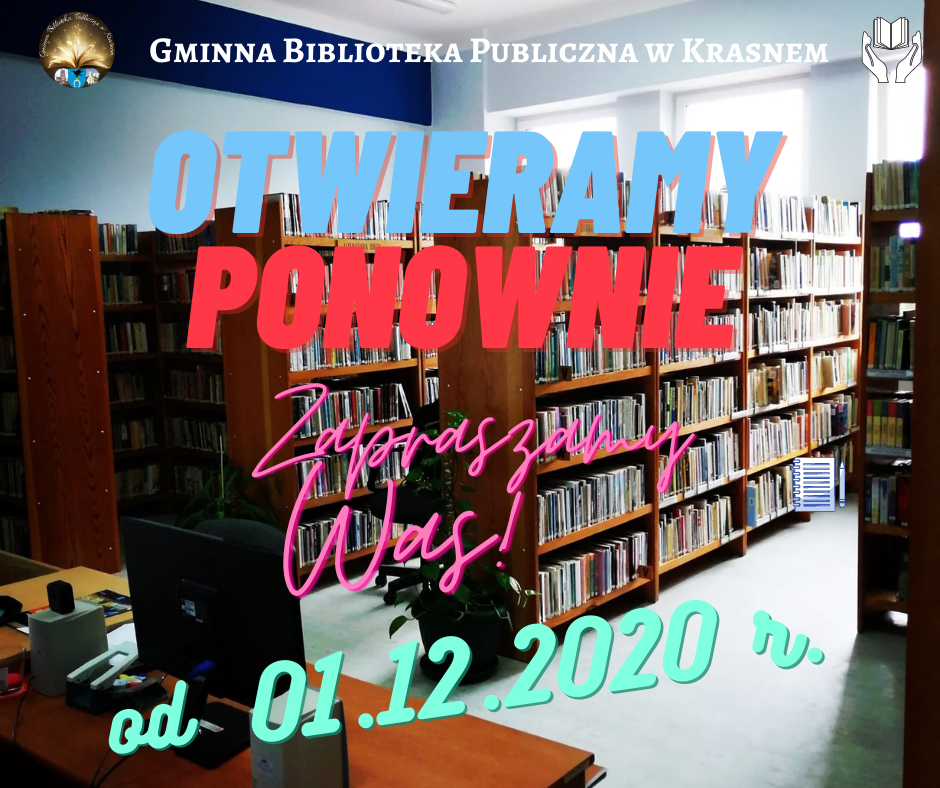 Gminna Biblioteka Publiczna w Krasnem
OTWIERAMY
PONOWNIE
Zapraszamy
Was!
od 01.12.2020 r.